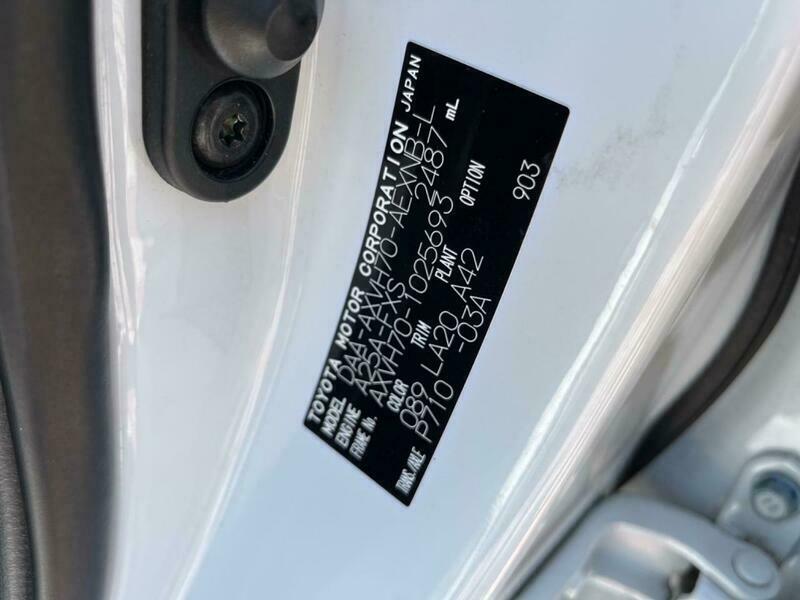 TOYOTA MOTOR CORPORATION JAPAN
MODEL DAA-AXVH70-AEXNB-L
ENGINE A25A-FXS 2487 mL
FRAME No. AXVH70-1025693
COLOR TRIM PLANT OPTION
089 LA20 A42
TRANS./AXLE P710 -03A 903